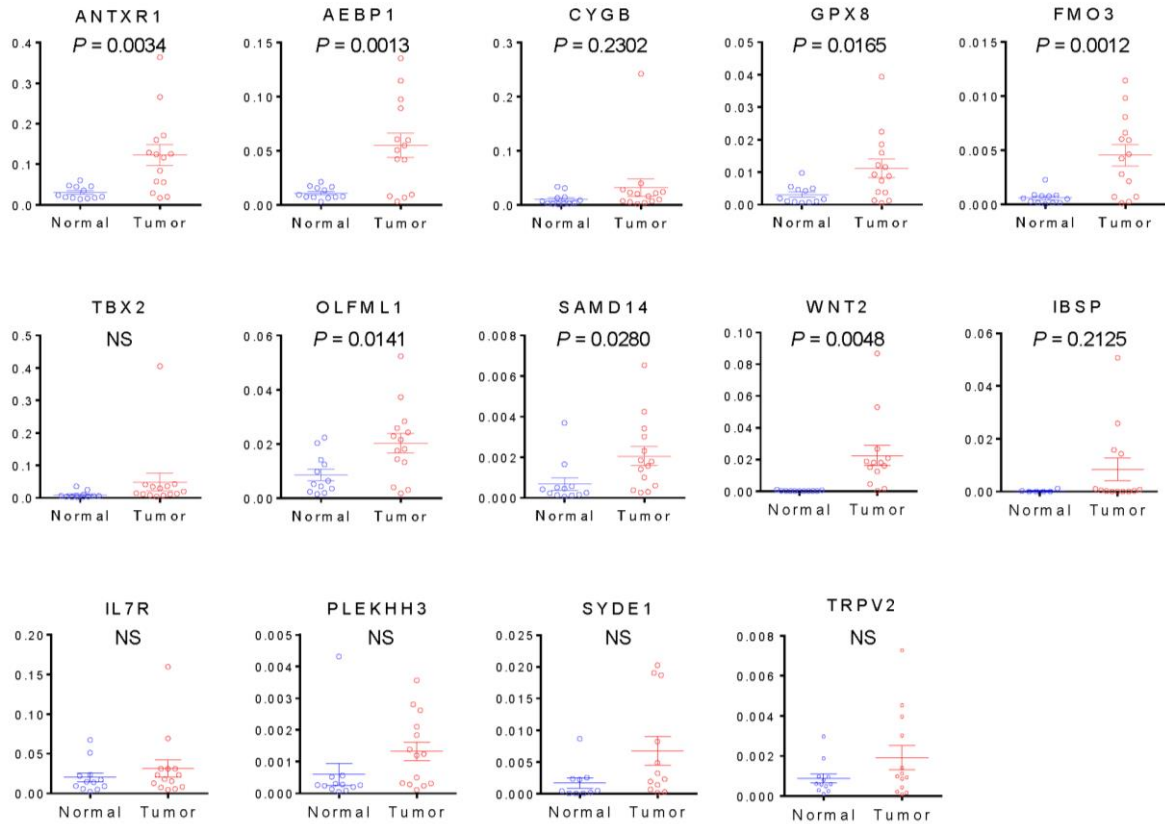 ANTXR1
P = 0.0034
0.4
0.3
0.2
0.1
0.0
Normal Tumor
AEBP1
P = 0.0013
0.15
0.10
0.05
0.00
Normal Tumor
CYGB
P = 0.2302
0.3
0.2
0.1
0.0
Normal Tumor
GPX8
P = 0.0165
0.05
0.04
0.03
0.02
0.01
0.00
Normal Tumor
FMO3
P = 0.0012
0.015
0.010
0.005
0.000
Normal Tumor
TBX2
NS
0.5
0.4
0.3
0.2
0.1
0.0
Normal Tumor
OLFML1
P = 0.0141
0.06
0.04
0.02
0.00
Normal Tumor
SAMD14
P = 0.0280
0.008
0.006
0.004
0.002
0.000
Normal Tumor
WNT2
P = 0.0048
0.10
0.08
0.06
0.04
0.02
0.00
Normal Tumor
IBSP
P = 0.2125
0.06
0.04
0.02
0.00
Normal Tumor
IL7R
NS
0.20
0.15
0.10
0.05
0.00
Normal Tumor
PLEKHH3
NS
0.005
0.004
0.003
0.002
0.001
0.000
Normal Tumor
SYDE1
NS
0.025
0.020
0.015
0.010
0.005
0.000
Normal Tumor
TRPV2
NS
0.008
0.006
0.004
0.002
0.000
Normal Tumor